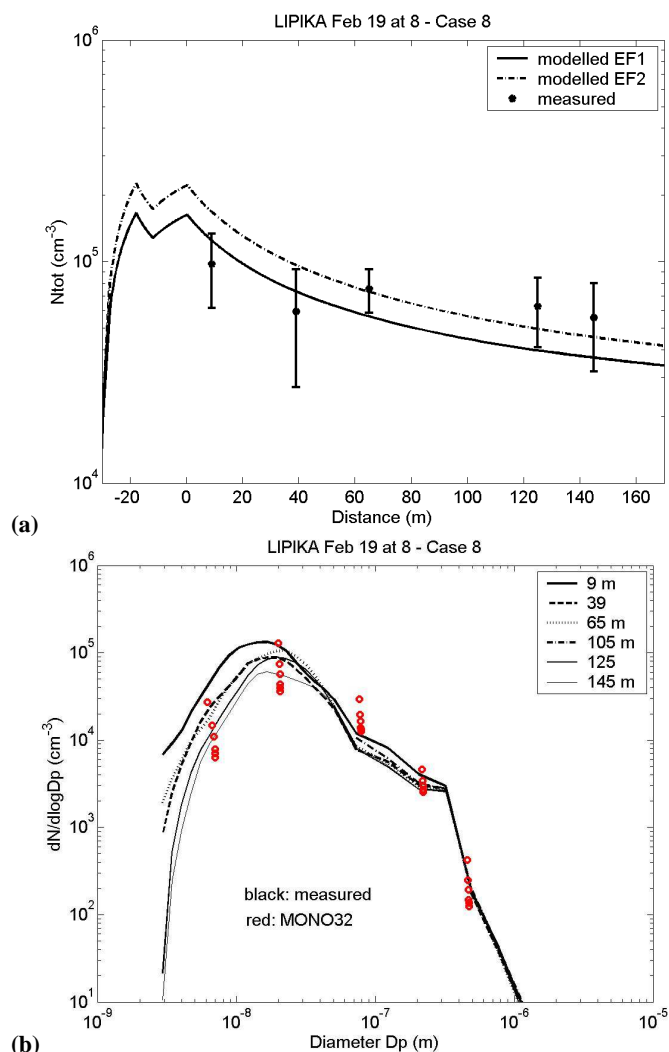 LIPIKA Feb 19 at 8 - Case 8
10^6
modelled EF1
modelled EF2
measured
Ntot (cm^-3)
10^5
10^4
-20 0 20 40 60 80 100 120 140 160
Distance (m)
(a)
LIPIKA Feb 19 at 8 - Case 8
10^6
9 m
39
65 m
105 m
125
145 m
10^5
10^4
dN/dlogDp (cm^-3)
10^3
10^2
black: measured
red: MONO32
10^1
10^-9 10^-8 10^-7 10^-6 10^-5
Diameter Dp (m)
(b)